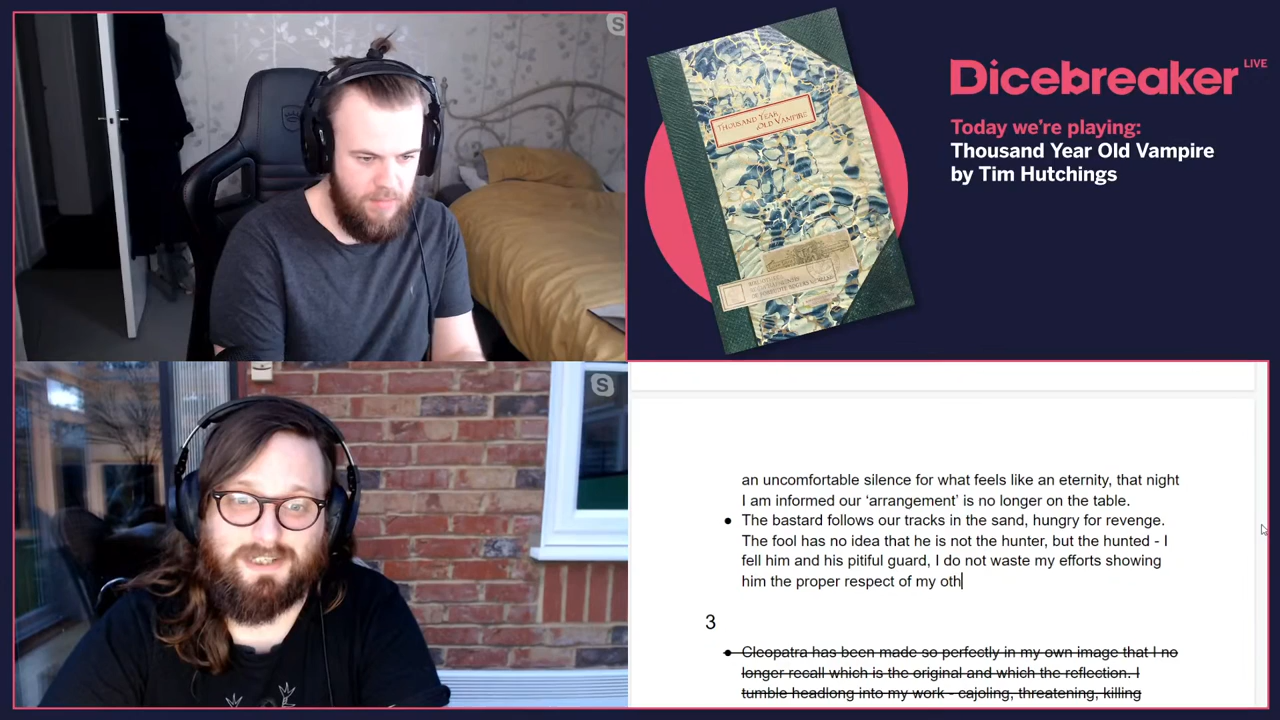 Dicebreaker LIVE
Today we're playing:
Thousand Year Old Vampire
by Tim Hutchings
THOUSAND YEAR
OLD VAMPIRE
S
S
an uncomfortable silence for what feels like an eternity, that night
I am informed our ‘arrangement’ is no longer on the table.
● The bastard follows our tracks in the sand, hungry for revenge.
The fool has no idea that he is not the hunter, but the hunted - I
fell him and his pitiful guard, I do not waste my efforts showing
him the proper respect of my oth
3
● Cleopatra has been made so perfectly in my own image that I no
longer recall which is the original and which the reflection. I
tumble headlong into my work - cajoling, threatening, killing